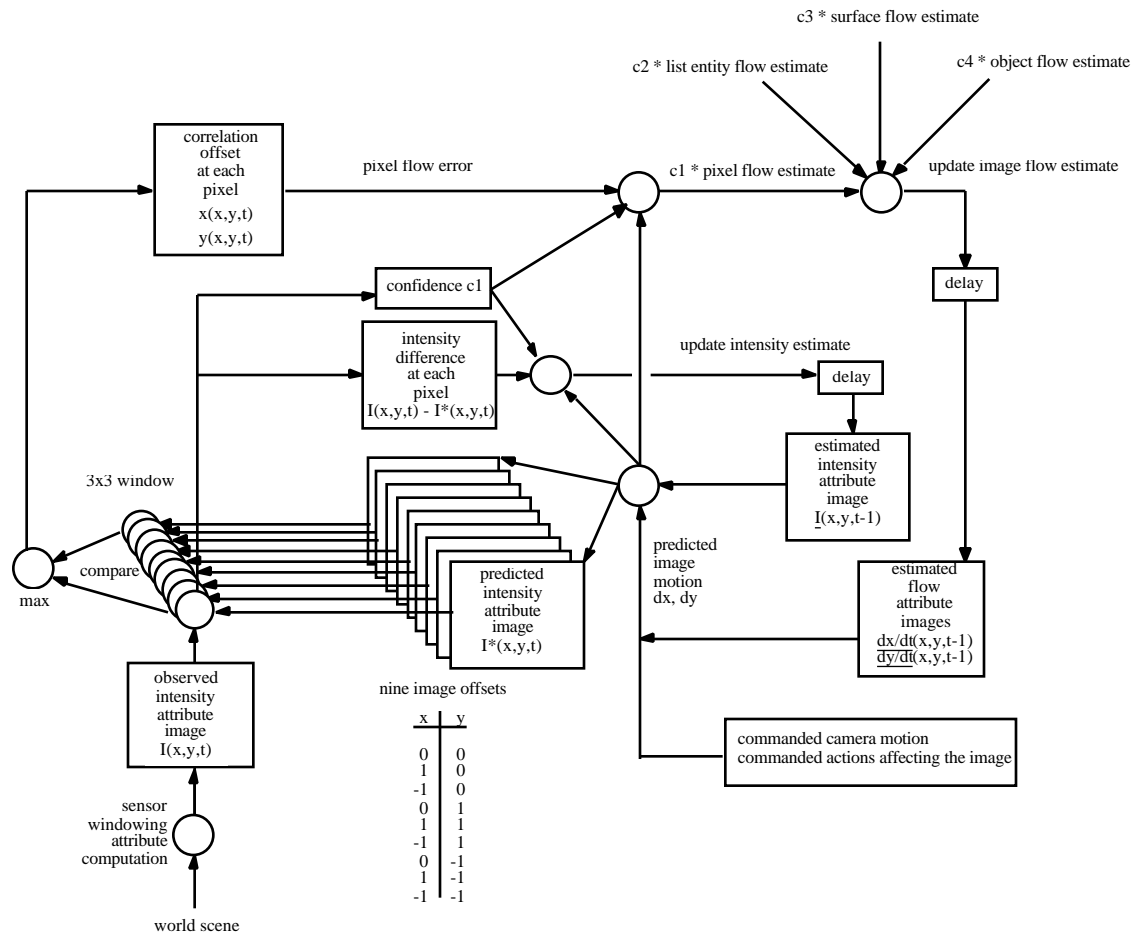 c3 * surface flow estimate
c2 * list entity flow estimate
c4 * object flow estimate
correlation
offset
at each
pixel
x(x,y,t)
y(x,y,t)
pixel flow error
c1 * pixel flow estimate
update image flow estimate
confidence c1
delay
intensity
difference
at each
pixel
I(x,y,t) - I*(x,y,t)
update intensity estimate
delay
estimated
intensity
attribute
image
I(x,y,t-1)
3x3 window
compare
max
predicted
intensity
attribute
image
I*(x,y,t)
predicted
image
motion
dx, dy
estimated
flow
attribute
images
dx/dt(x,y,t-1)
dy/dt(x,y,t-1)
observed
intensity
attribute
image
I(x,y,t)
nine image offsets
x y
0 0
1 0
-1 0
0 1
1 1
-1 1
0 -1
1 -1
-1 -1
commanded camera motion
commanded actions affecting the image
sensor
windowing
attribute
computation
world scene